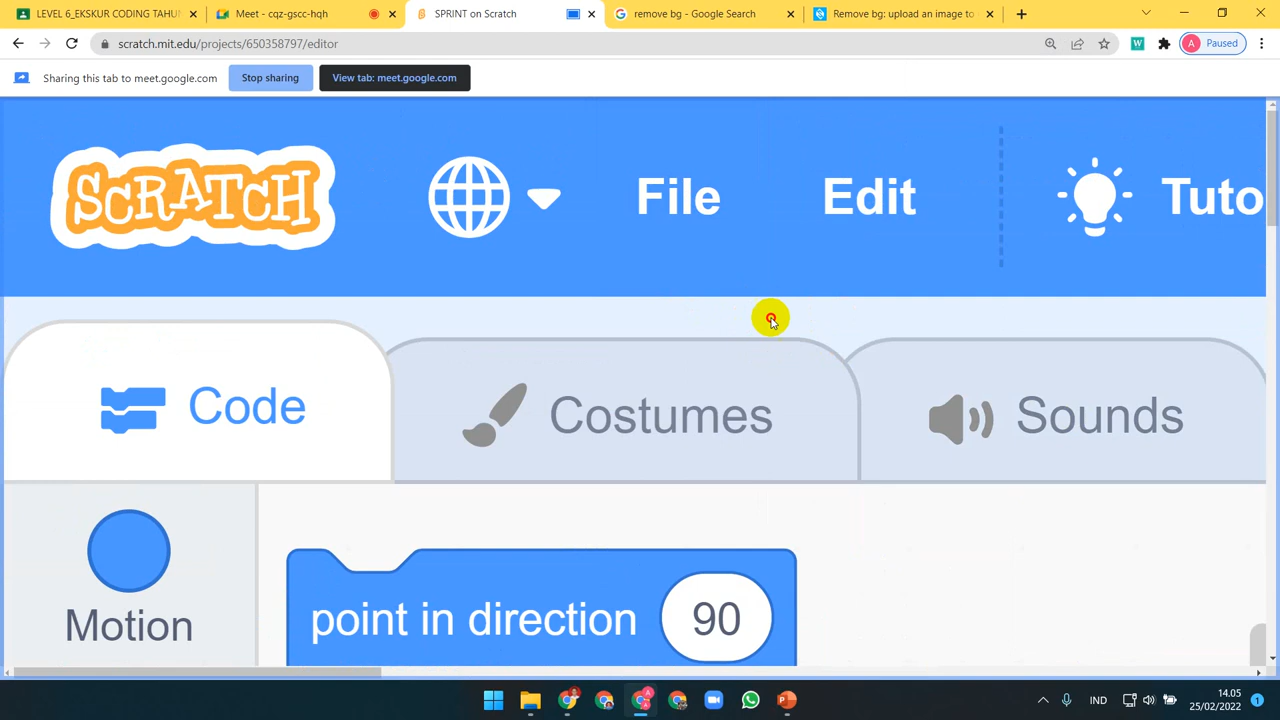 LEVEL 6_EKSKUR CODING TAHUN
Meet - cqz-gscc-hqh
SPRINT on Scratch
remove bg - Google Search
Remove bg: upload an image to
scratch.mit.edu/projects/650358797/editor
W
A Paused
Sharing this tab to meet.google.com
Stop sharing
View tab: meet.google.com
SCRATCH
File
Edit
Tuto
Code
Costumes
Sounds
Motion
point in direction 90
IND
14.05
25/02/2022
1